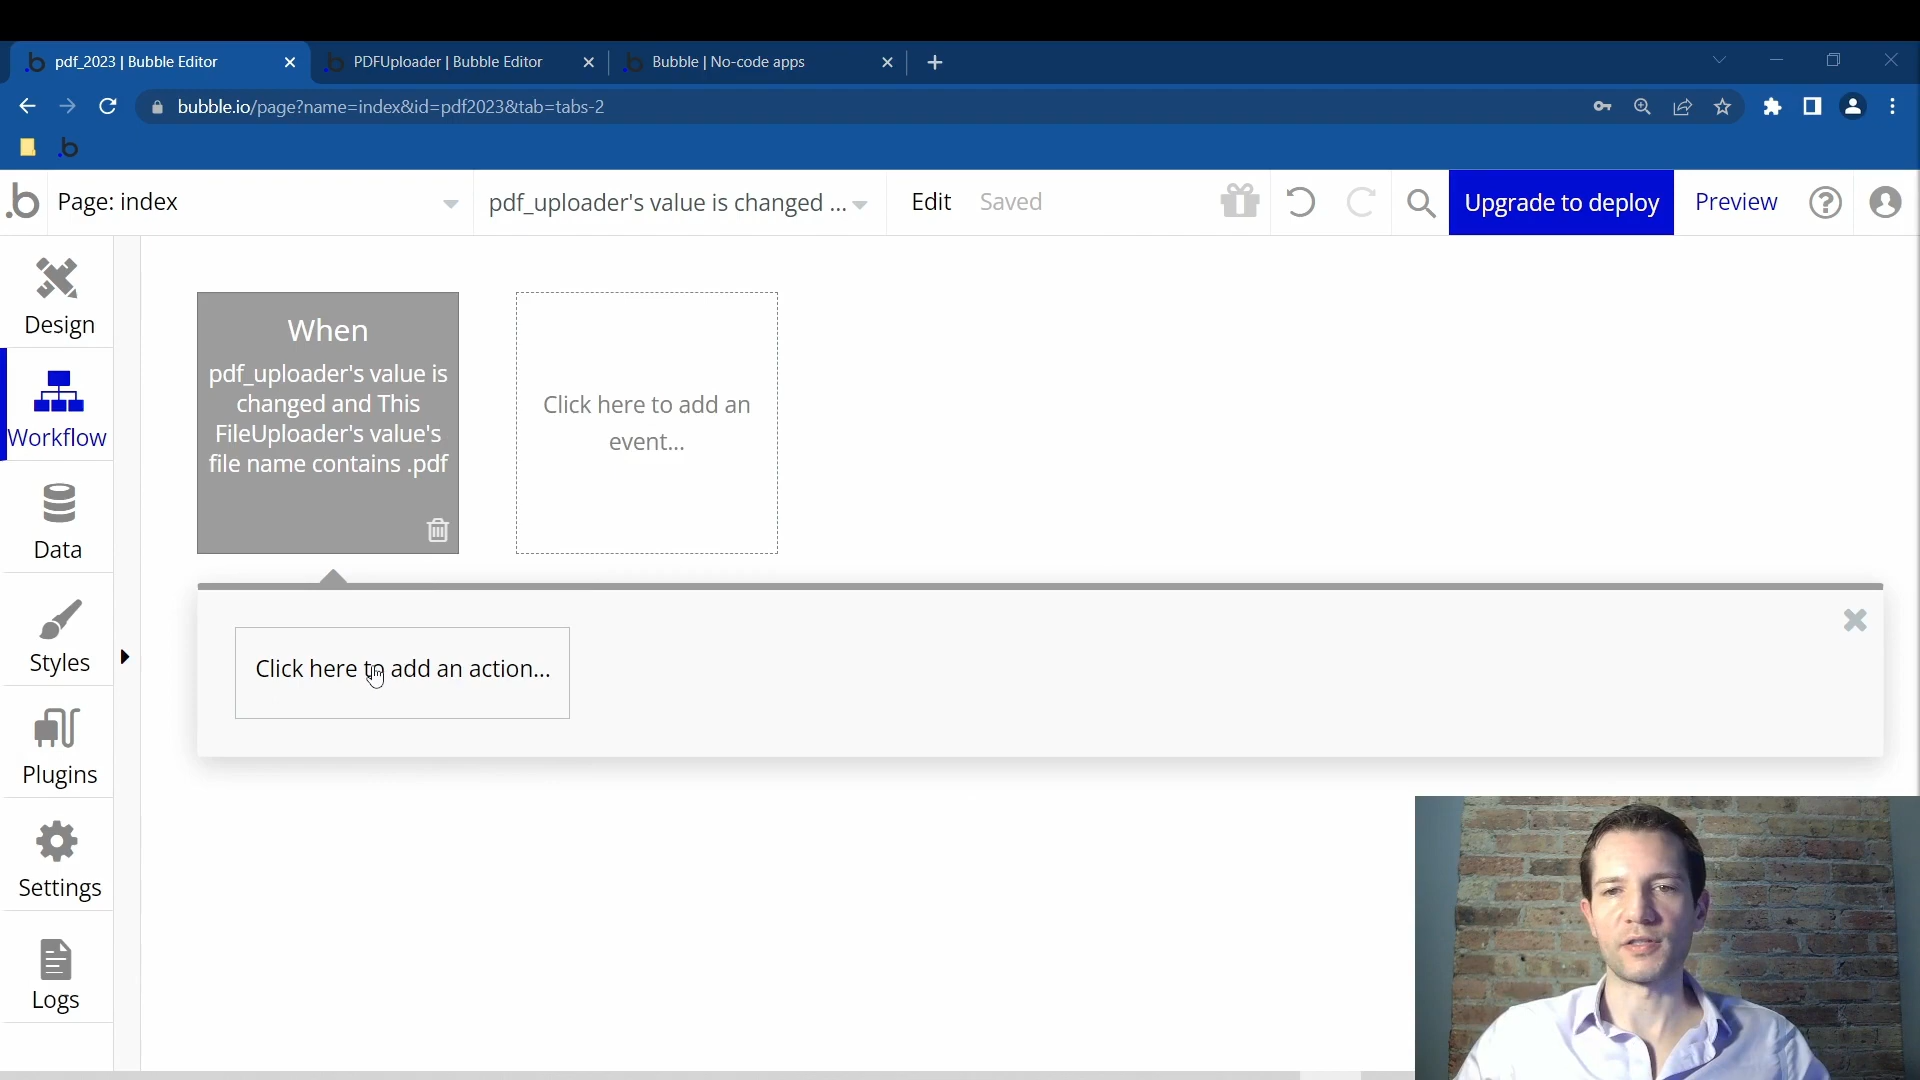 pdf_2023 | Bubble Editor
PDFUploader | Bubble Editor
Bubble | No-code apps
bubble.io/page?name=index&id=pdf2023&tab=tabs-2
Page: index
pdf_uploader's value is changed ...
Edit
Saved
Upgrade to deploy
Preview
Design
Workflow
Data
Styles
Plugins
Settings
Logs
When
pdf_uploader's value is
changed and This
FileUploader's value's
file name contains .pdf
Click here to add an
event...
Click here to add an action...